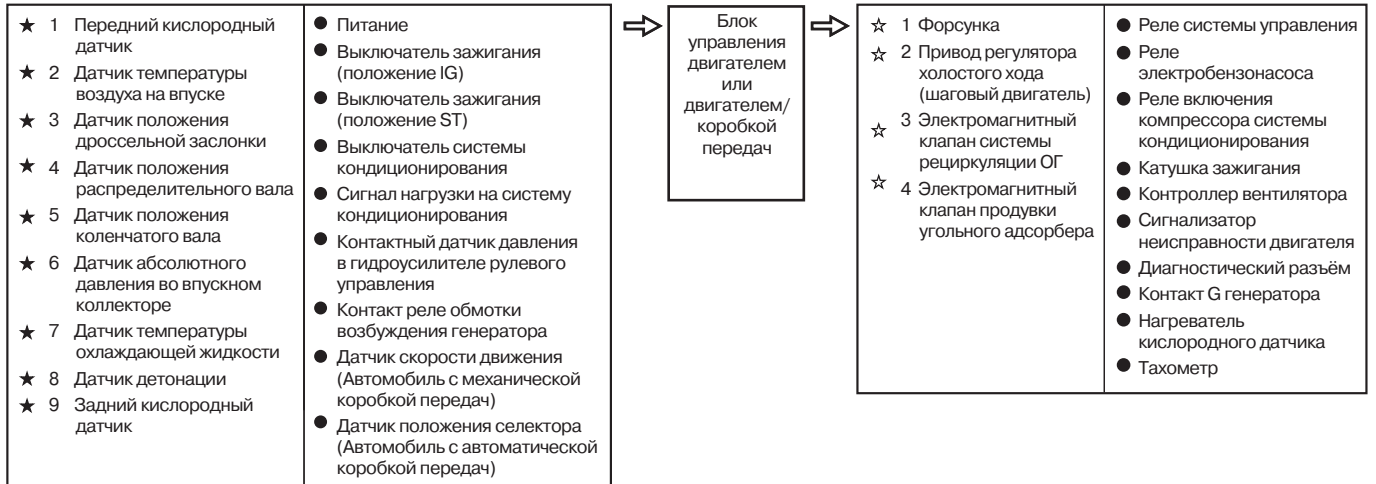 ★ 1 Передний кислородный
датчик
★ 2 Датчик температуры
воздуха на впуске
★ 3 Датчик положения
дроссельной заслонки
★ 4 Датчик положения
распределительного вала
★ 5 Датчик положения
коленчатого вала
★ 6 Датчик абсолютного
давления во впускном
коллекторе
★ 7 Датчик температуры
охлаждающей жидкости
★ 8 Датчик детонации
★ 9 Задний кислородный
датчик
● Питание
● Выключатель зажигания
(положение IG)
● Выключатель зажигания
(положение ST)
● Выключатель системы
кондиционирования
● Сигнал нагрузки на систему
кондиционирования
● Контактный датчик давления
в гидроусилителе рулевого
управления
● Контакт реле обмотки
возбуждения генератора
● Датчик скорости движения
(Автомобиль с механической
коробкой передач)
● Датчик положения селектора
(Автомобиль с автоматической
коробкой передач)
Блок
управления
двигателем
или
двигателем/
коробкой
передач
☆ 1 Форсунка
☆ 2 Привод регулятора
холостого хода
(шаговый двигатель)
☆ 3 Электромагнитный
клапан системы
рециркуляции ОГ
☆ 4 Электромагнитный
клапан продувки
угольного адсорбера
● Реле системы управления
● Реле
электробензонасоса
● Реле включения
компрессора системы
кондиционирования
● Катушка зажигания
● Контроллер вентилятора
● Сигнализатор
неисправности двигателя
● Диагностический разъём
● Контакт G генератора
● Нагреватель
кислородного датчика
● Тахометр